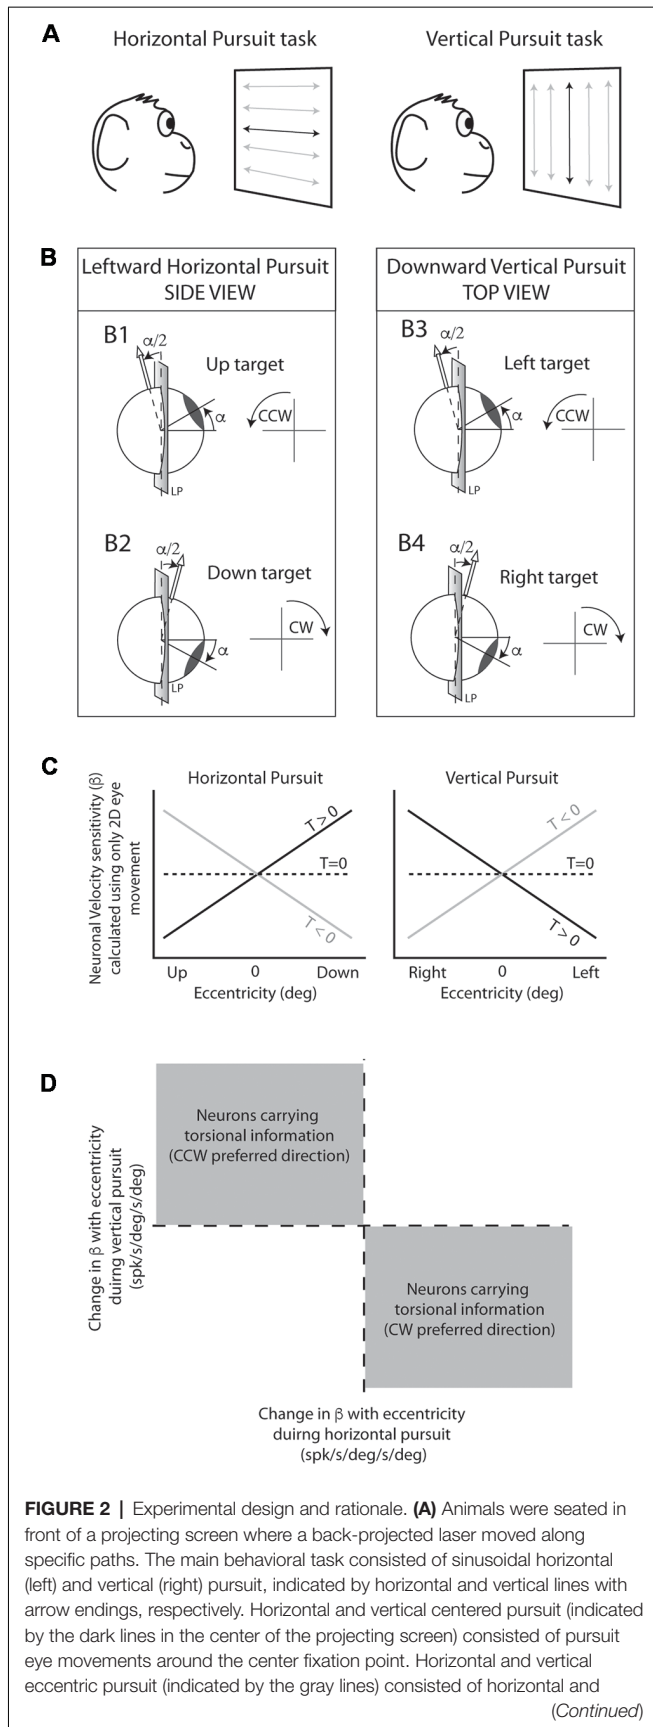 A
Horizontal Pursuit task
Vertical Pursuit task
B
Leftward Horizontal Pursuit
SIDE VIEW
B1
α/2
Up target
α
CCW
LP
B2
α/2
Down target
α
CW
LP
Downward Vertical Pursuit
TOP VIEW
B3
α/2
Left target
α
CCW
LP
B4
α/2
Right target
α
CW
LP
C
Neuronal Velocity sensitivity (β)
calculated using only 2D eye
movement
Horizontal Pursuit
T > 0
T=0
T < 0
Up
0
Down
Eccentricity (deg)
Vertical Pursuit
T < 0
T=0
T > 0
Right
0
Left
Eccentricity (deg)
D
Change in β with eccentricity
duirng vertical pursuit
(spk/s/deg/s/deg)
Neurons carrying
torsional information
(CCW preferred direction)
Neurons carrying
torsional information
(CW preferred direction)
Change in β with eccentricity
duirng horizontal pursuit
(spk/s/deg/s/deg)
FIGURE 2 | Experimental design and rationale. (A) Animals were seated in
front of a projecting screen where a back-projected laser moved along
specific paths. The main behavioral task consisted of sinusoidal horizontal
(left) and vertical (right) pursuit, indicated by horizontal and vertical lines with
arrow endings, respectively. Horizontal and vertical centered pursuit (indicated
by the dark lines in the center of the projecting screen) consisted of pursuit
eye movements around the center fixation point. Horizontal and vertical
eccentric pursuit (indicated by the gray lines) consisted of horizontal and
(Continued)